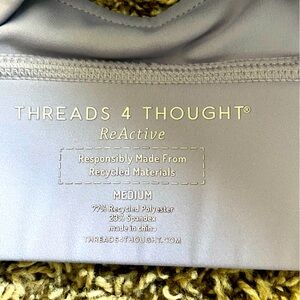 THREADS 4 THOUGHT®
ReActive
Responsibly Made From
Recycled Materials
MEDIUM
77% Recycled Polyester
23% Spandex
made in china
THREADS4THOUGHT.COM